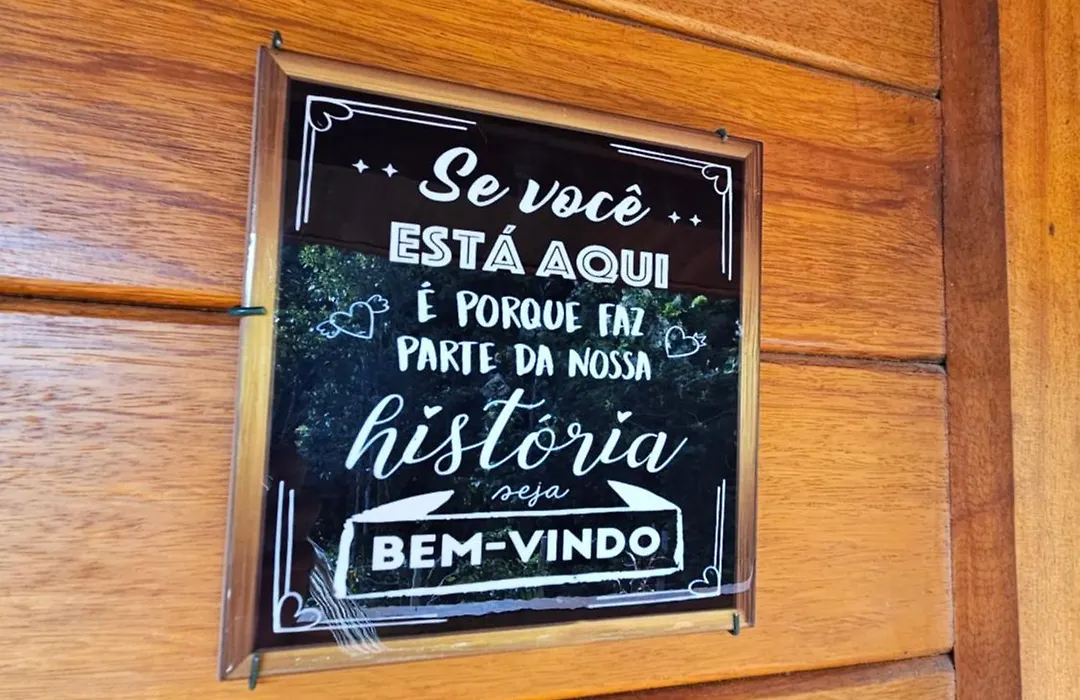 Se você
ESTÁ AQUI
É PORQUE FAZ
PARTE DA NOSSA
história
seja
BEM-VINDO